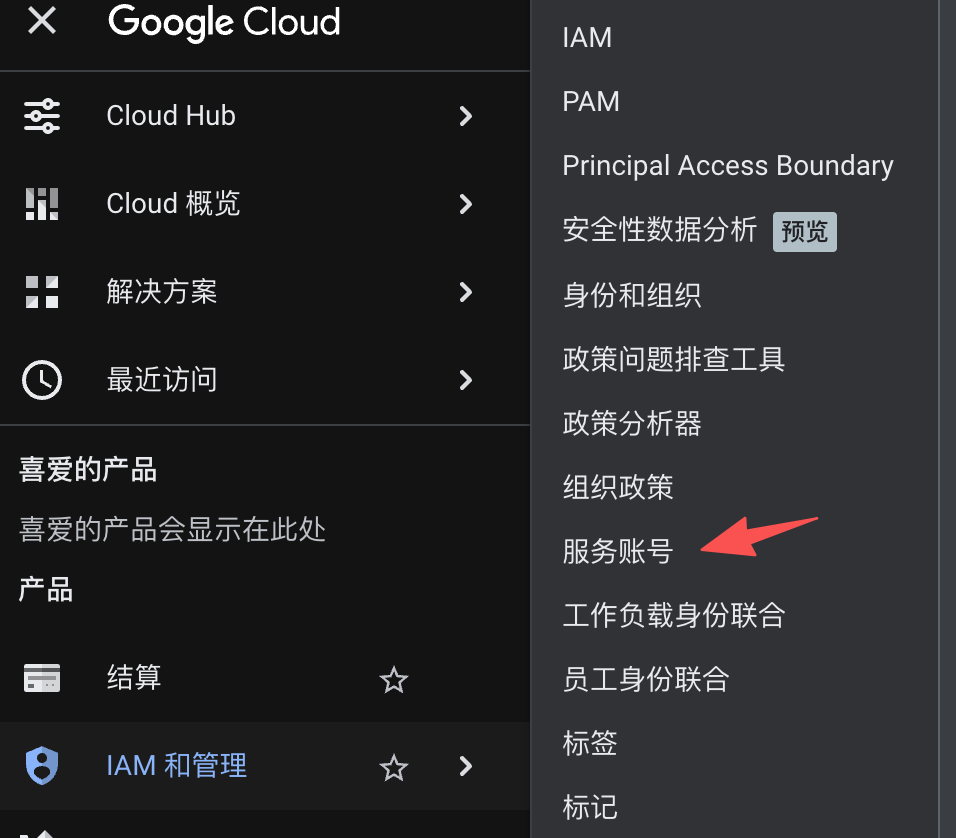 Google Cloud
Cloud Hub
Cloud 概览
解决方案
最近访问
喜爱的产品
喜爱的产品会显示在此处
产品
结算
IAM 和管理
IAM
PAM
Principal Access Boundary
安全性数据分析 预览
身份和组织
政策问题排查工具
政策分析器
组织政策
服务账号
工作负载身份联合
员工身份联合
标签
标记